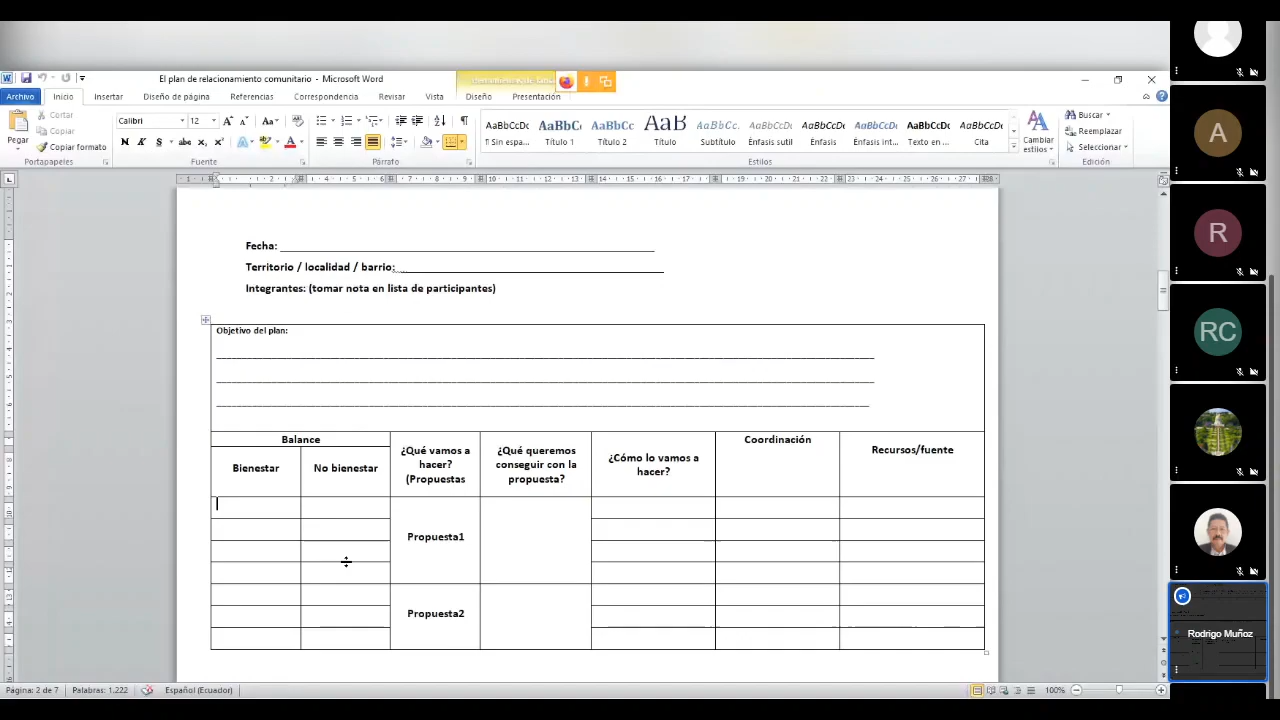 El plan de relacionamiento comunitario - Microsoft Word
Archivo Inicio Insertar Diseño de página Referencias Correspondencia Revisar Vista Diseño Presentación
Pegar
Cortar
Copiar
Copiar formato
Portapapeles
Calibri 12
N K S abc x₂ x²
Fuente
Párrafo
AaBbCcDc AaBbCc AaBbCc AaB AaBbCc. AaBbCcDc AaBbCcDc AaBbCcDc AaBbCcDc AaBbCcDc
¶ Sin espa... Título 1 Título 2 Título Subtítulo Énfasis sutil Énfasis Énfasis int... Texto en ... Cita
Estilos
Cambiar estilos
Buscar
Reemplazar
Seleccionar
Edición
Fecha:
Territorio / localidad / barrio:
Integrantes: (tomar nota en lista de participantes)
Objetivo del plan:
Balance
Bienestar
No bienestar
¿Qué vamos a
hacer?
(Propuestas
¿Qué queremos
conseguir con la
propuesta?
¿Cómo lo vamos a
hacer?
Coordinación
Recursos/fuente
Propuesta1
Propuesta2
Página: 2 de 7 Palabras: 1,222 Español (Ecuador) 100%
A
R
RC
Rodrigo Muñoz